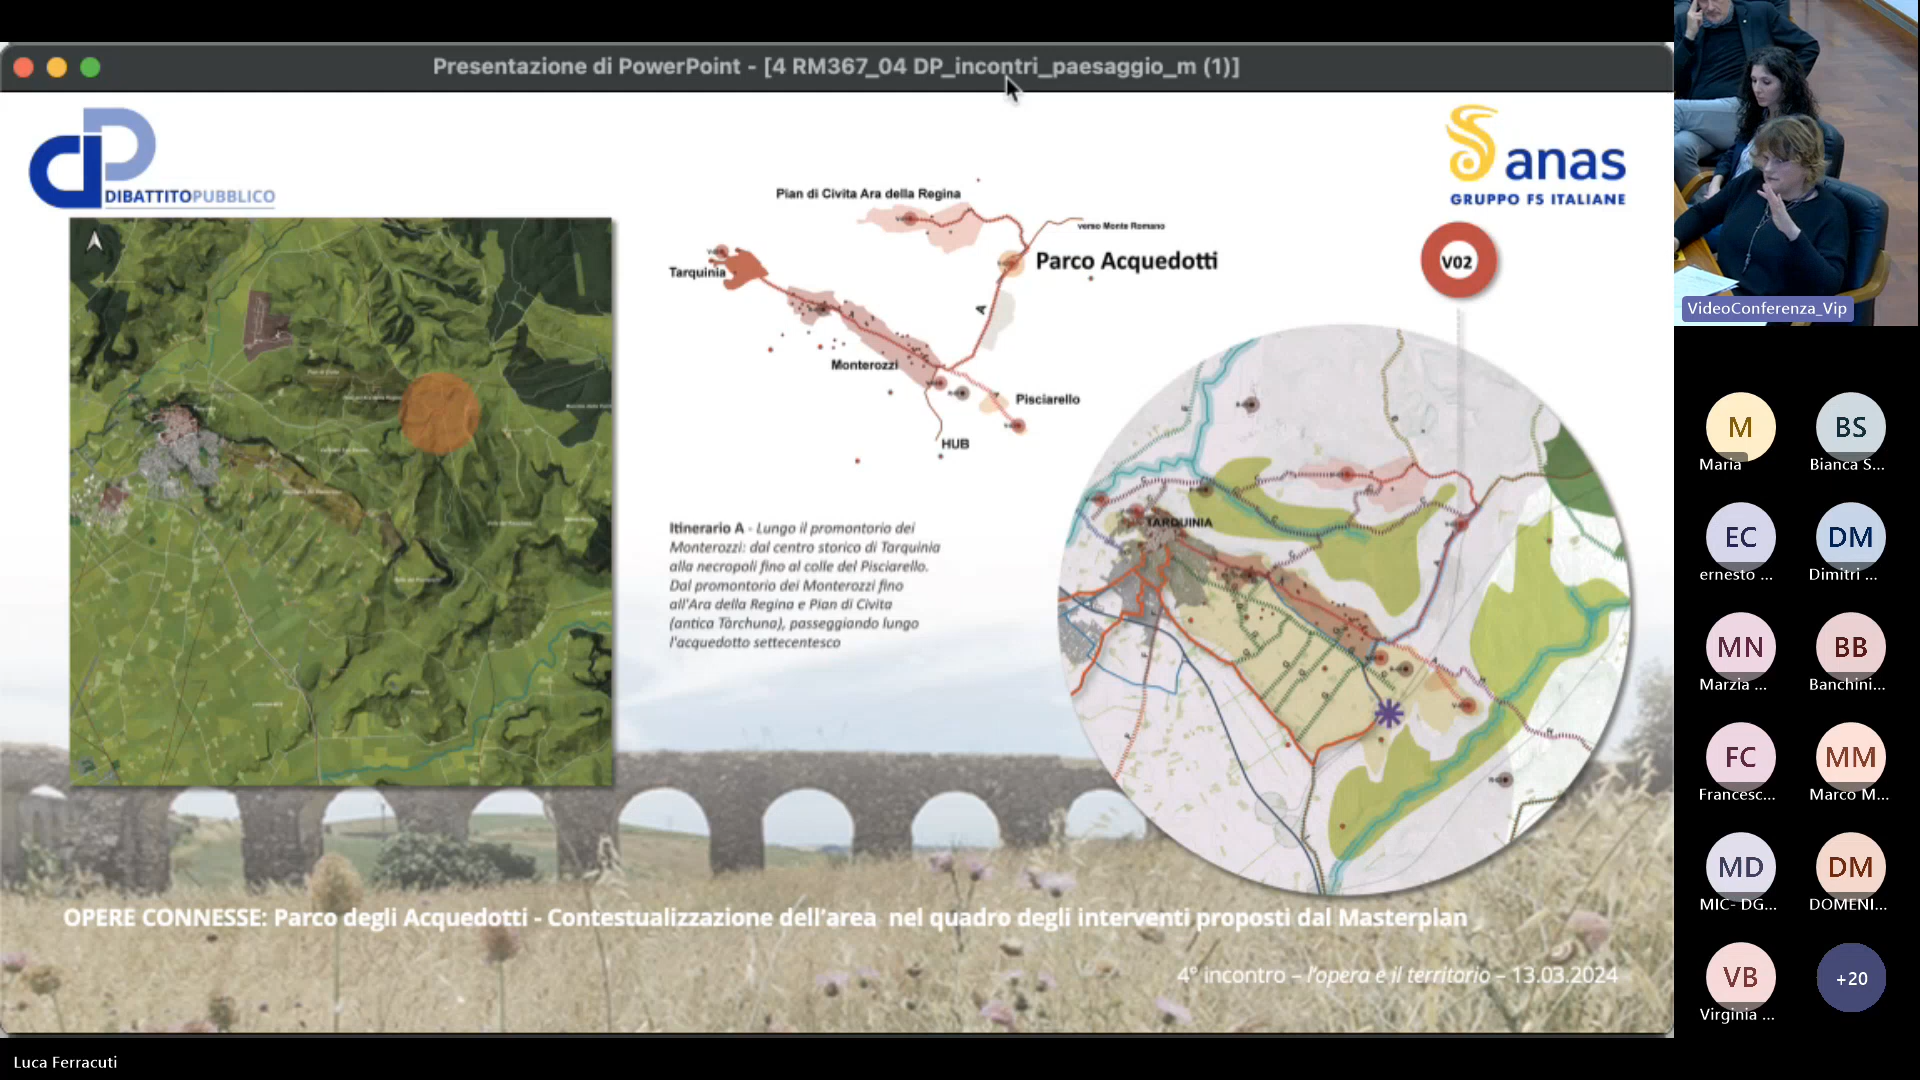 Presentazione di PowerPoint - [4 RM367_04 DP_incontri_paesaggio_m (1)]
dP
DIBATTITOPUBBLICO
anas
GRUPPO FS ITALIANE
Pian di Civita Ara della Regina
verso Monte Romano
Parco Acquedotti
Tarquinia
A
Monterozzi
Pisciarello
HUB
V02
TARQUINIA
Itinerario A - Lungo il promontorio dei
Monterozzi: dal centro storico di Tarquinia
alla necropoli fino al colle del Pisciarello.
Dal promontorio dei Monterozzi fino
all'Ara della Regina e Pian di Civita
(antica Tàrchuna), passeggiando lungo
l'acquedotto settecentesco
OPERE CONNESSE: Parco degli Acquedotti - Contestualizzazione dell'area nel quadro degli interventi proposti dal Masterplan
4° incontro – l'opera e il territorio – 13.03.2024
VideoConferenza_Vip
M
Maria
BS
Bianca S...
EC
ernesto ...
DM
Dimitri ...
MN
Marzia ...
BB
Banchini...
FC
Francesc...
MM
Marco M...
MD
MIC- DG...
DM
DOMENI...
VB
Virginia ...
+20
Luca Ferracuti